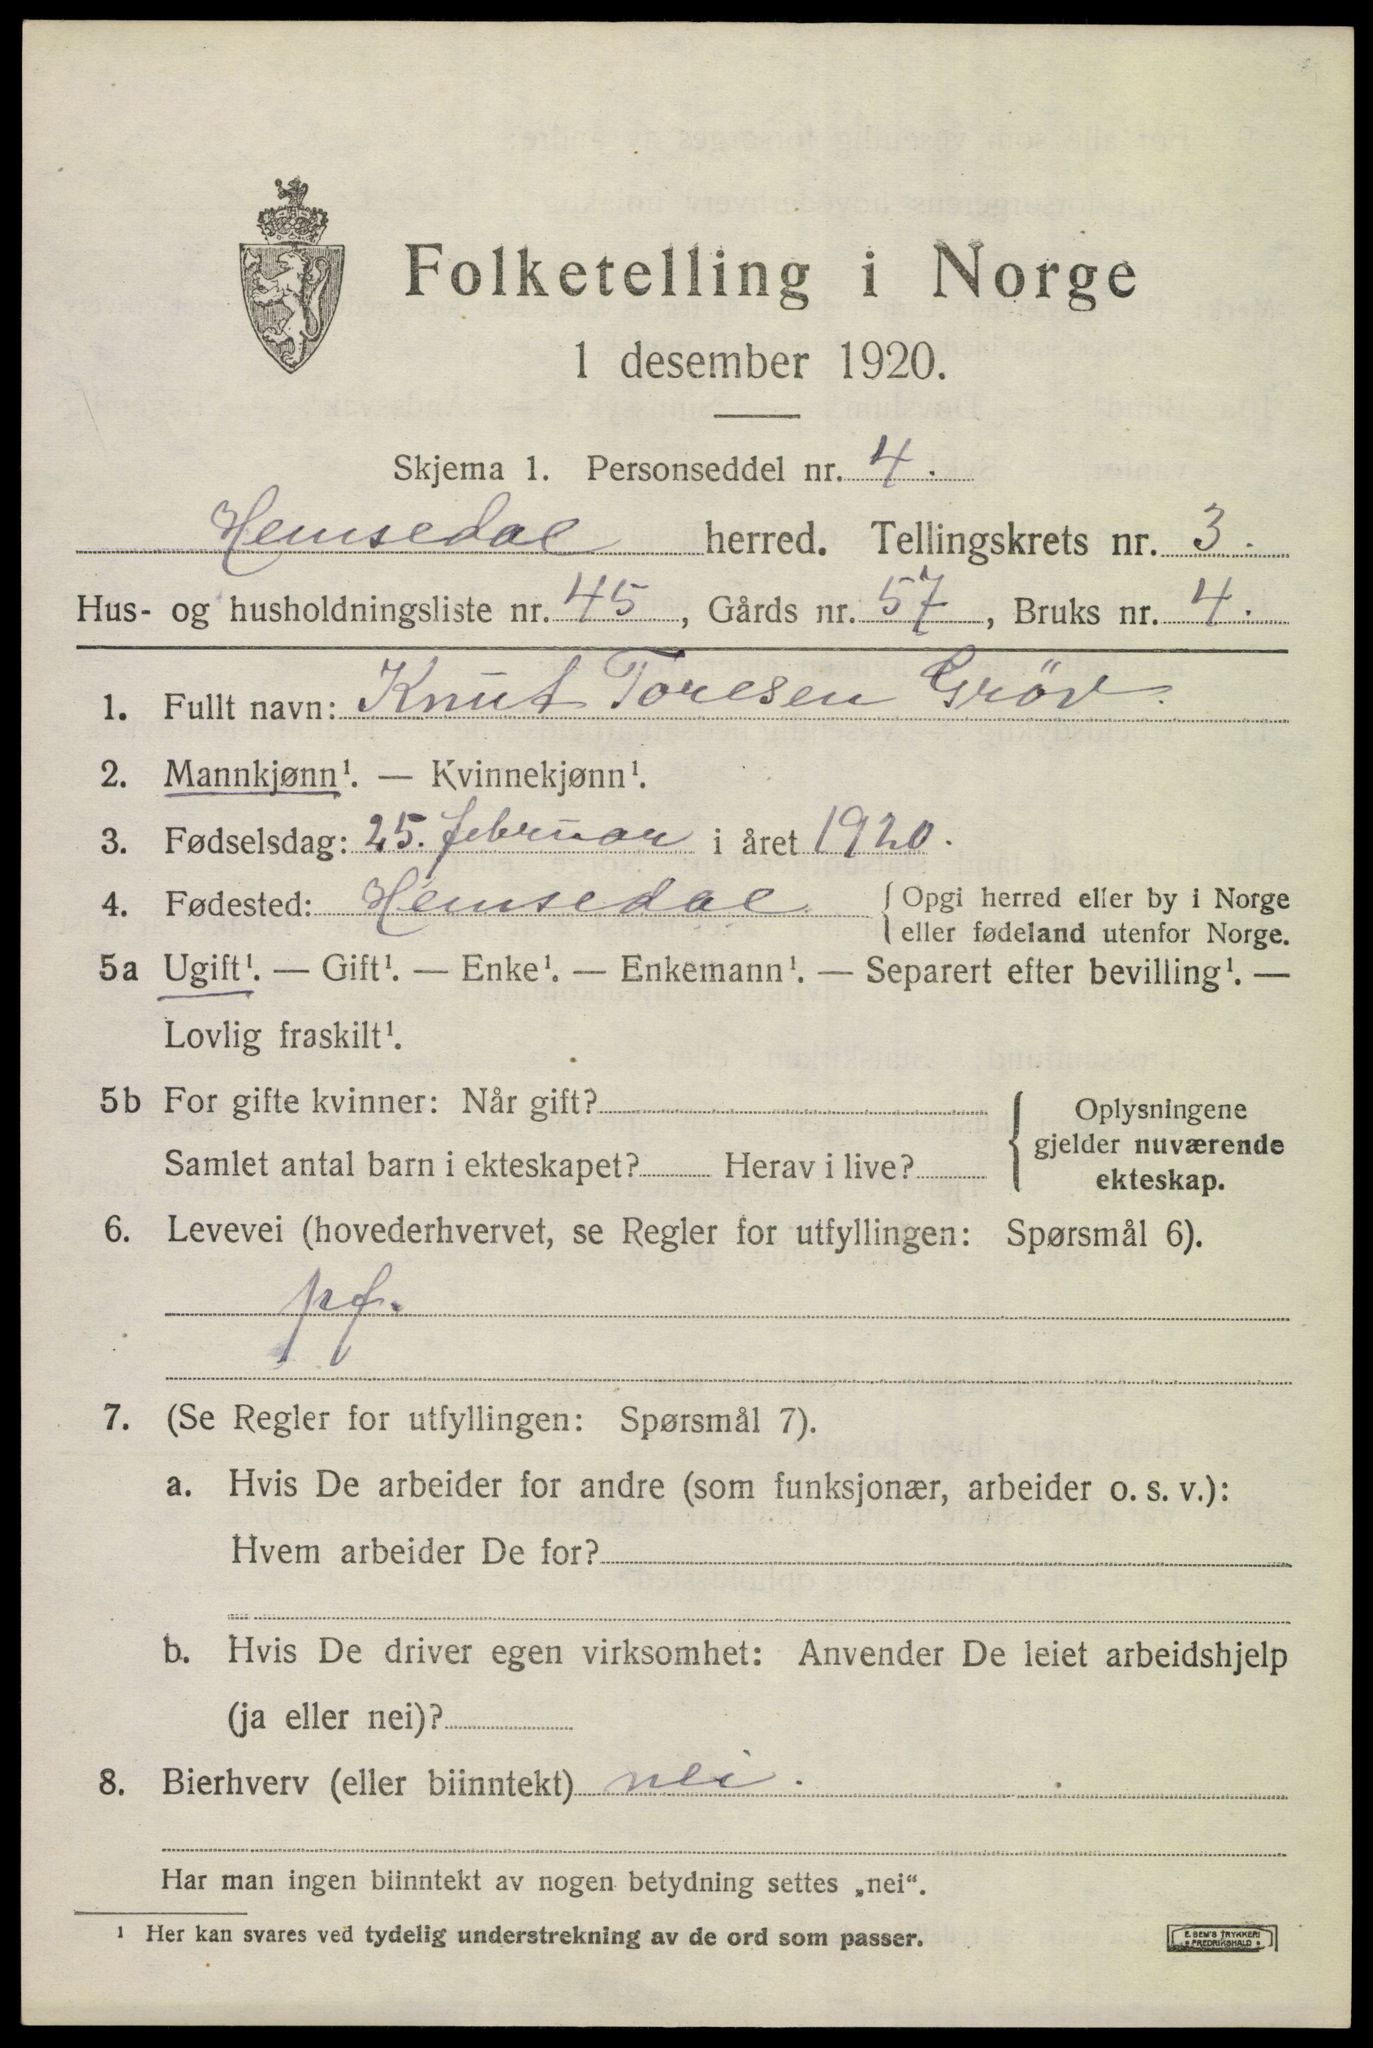 Folketelling i Norge
1 desember 1920.
Skjema 1. Personseddel nr. 4.
Hemsedal herred. Tellingskrets nr. 3.
Hus- og husholdningsliste nr. 45, Gårds nr. 57, Bruks nr. 4.
1. Fullt navn: Knut Toresen Gröv.
2. Mannkjønn¹. — Kvinnekjønn¹.
3. Fødselsdag: 25. februar i året 1920.
4. Fødested: Hemsedal { Opgi herred eller by i Norge
eller fødeland utenfor Norge.
5a Ugift¹. — Gift¹. — Enke¹. — Enkemann¹. — Separert efter bevilling¹. —
Lovlig fraskilt¹.
5b For gifte kvinner: Når gift?
Samlet antal barn i ekteskapet? Herav i live?
{ Oplysningene
gjelder nuværende
ekteskap.
6. Levevei (hovederhvervet, se Regler for utfyllingen: Spørsmål 6).
pf.
7. (Se Regler for utfyllingen: Spørsmål 7).
a. Hvis De arbeider for andre (som funksjonær, arbeider o. s. v.):
Hvem arbeider De for?
b. Hvis De driver egen virksomhet: Anvender De leiet arbeidshjelp
(ja eller nei)?
8. Bierhverv (eller biinntekt) nei.
Har man ingen biinntekt av nogen betydning settes „nei“.
¹ Her kan svares ved tydelig understrekning av de ord som passer.
E. SEM'S TRYKKERI
FREDRIKSHALD